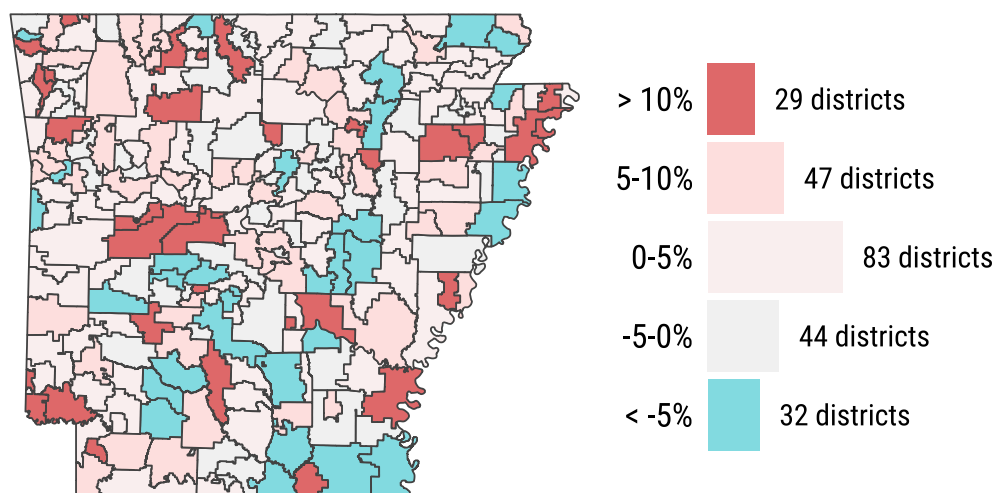 > 10% 29 districts
5-10% 47 districts
0-5% 83 districts
-5-0% 44 districts
< -5% 32 districts